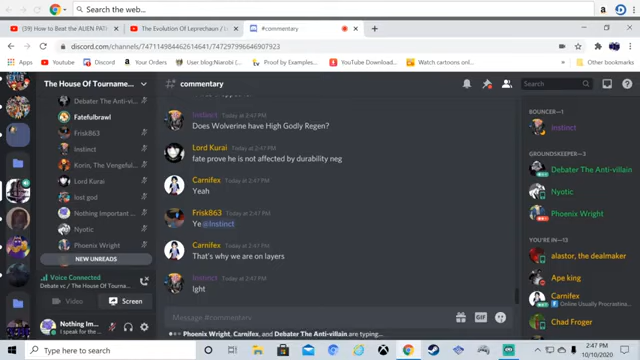 Search the web
(4) How to Beat the ALIEN PAT
The Evolution Of Leprechaun / L
#commentary
discord.com/channels/747114984462614641/747297996646907923
YouTube
Maps
News
User blog:Narobi
Proof by Examples...
YouTube
Watch cartoons onl...
Other bookmarks
The House Of Tourname...
commentary
Search
Debater The Anti-vill...
Fatefulbrawl
Frisk863
Instinct
Korin, The Vengeful
Lord Kurai
lost god
Nothing Important
Nyotic
Phoenix Wright
NEW UNREADS
Voice Connected
Debate vc / The House Of Tourna...
Video
Screen
Nothing Im...
i speak for the
Instinct Today at 2:47 PM
Does Wolverine have High Godly Regen?
Lord Kurai Today at 2:47 PM
fate prove he is not affected by durability neg
Carnifex Today at 2:47 PM
Yeah
Frisk863 Today at 2:47 PM
Ye @Instinct
Carnifex Today at 2:47 PM
That's why we are on layers
Instinct Today at 2:47 PM
Ight
Message #commentary
GIF
Phoenix Wright, Carnifex, and Debater The Anti-villain are typing...
BOUNCER—1
Instinct
GROUNDSKEEPER—3
Debater The Anti-villain
Nyotic
Phoenix Wright
YOU'RE IN—13
alastor, the dealmaker
Ape king
Carnifex
Online Usually Procrastina
Chad Froger
Type here to search
2:47 PM
10/10/2020